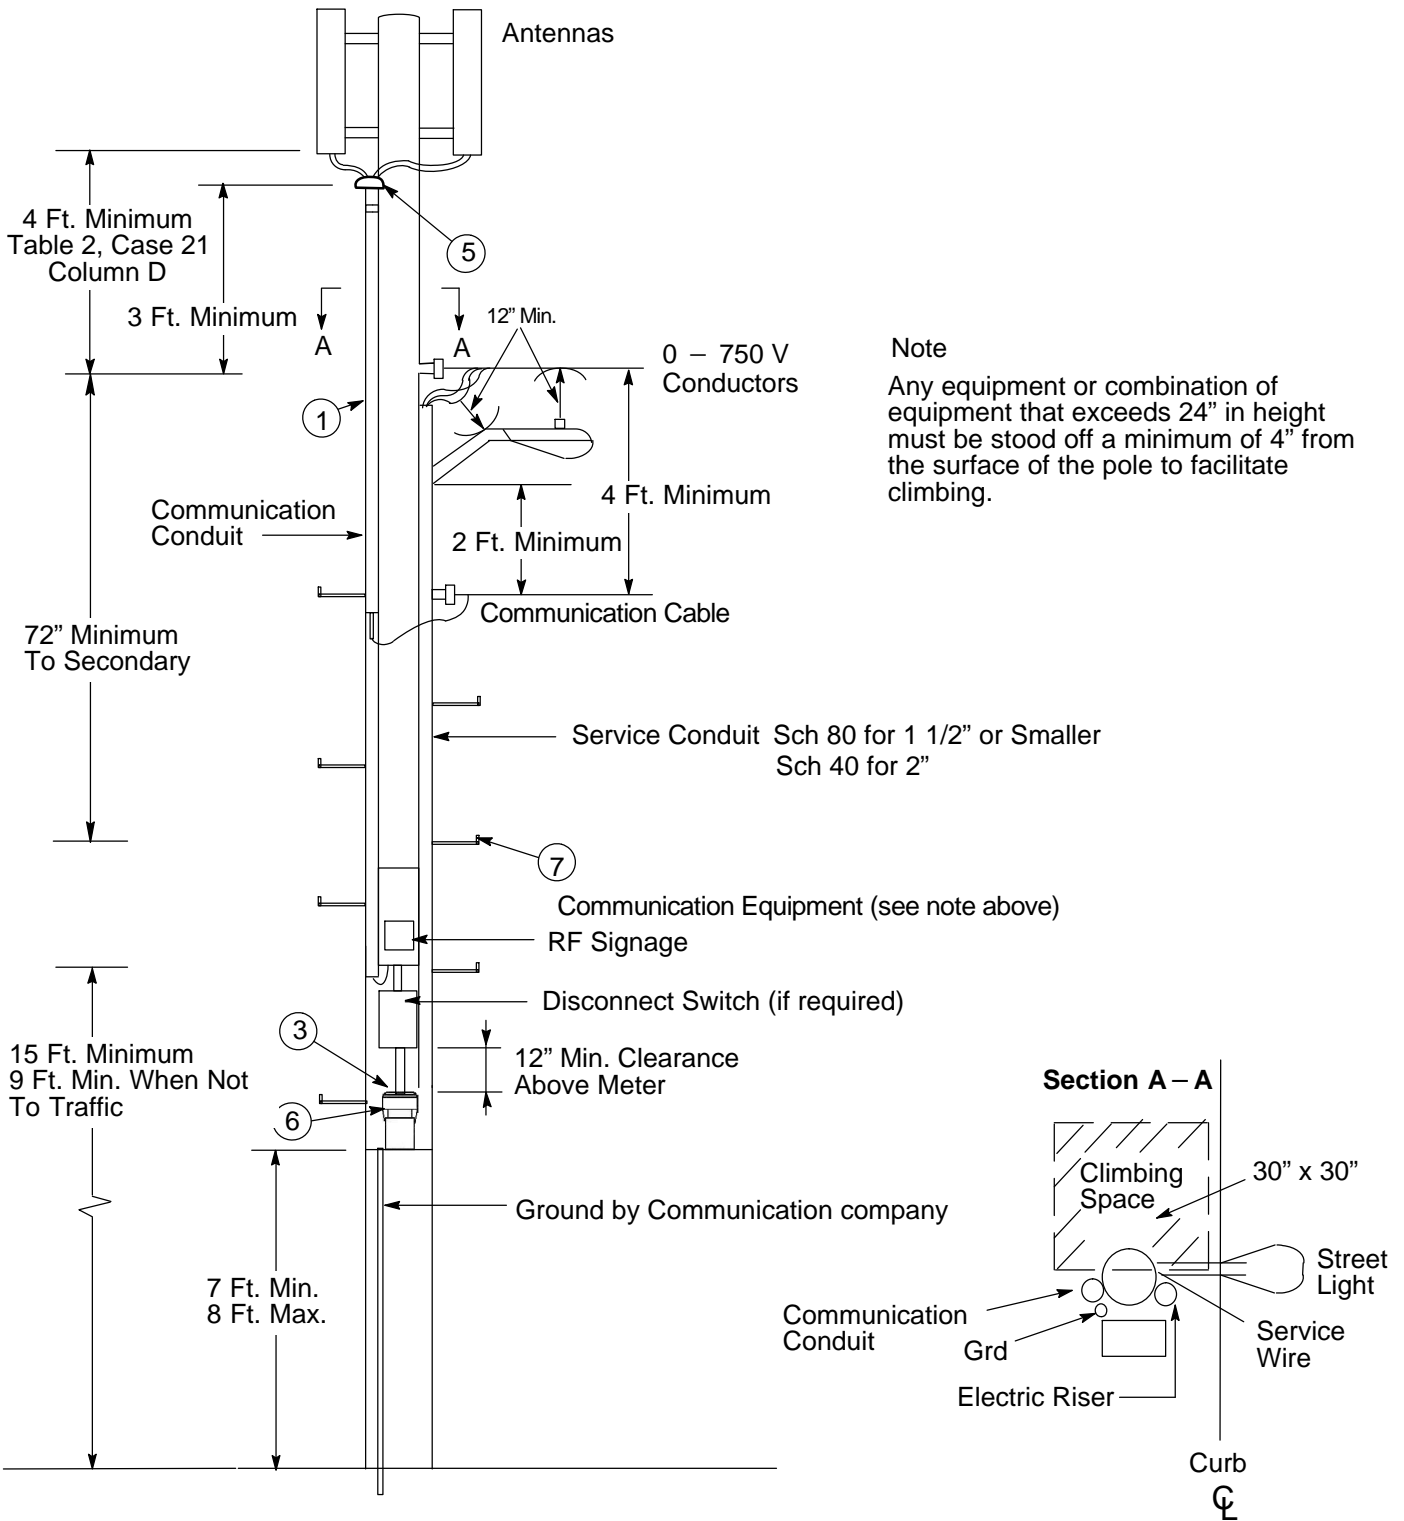 Antennas
4 Ft. Minimum
Table 2, Case 21
Column D
5
3 Ft. Minimum
A
A
12” Min.
0 – 750 V
Conductors
Note
Any equipment or combination of
equipment that exceeds 24” in height
must be stood off a minimum of 4” from
the surface of the pole to facilitate
climbing.
1
4 Ft. Minimum
Communication
Conduit
2 Ft. Minimum
Communication Cable
72” Minimum
To Secondary
Service Conduit Sch 80 for 1 1/2” or Smaller
Sch 40 for 2”
7
Communication Equipment (see note above)
RF Signage
Disconnect Switch (if required)
3
15 Ft. Minimum
9 Ft. Min. When Not
To Traffic
12” Min. Clearance
Above Meter
6
Ground by Communication company
7 Ft. Min.
8 Ft. Max.
Section A – A
Climbing
Space
30” x 30”
Street
Light
Communication
Conduit
Grd
Service
Wire
Electric Riser
Curb
℄